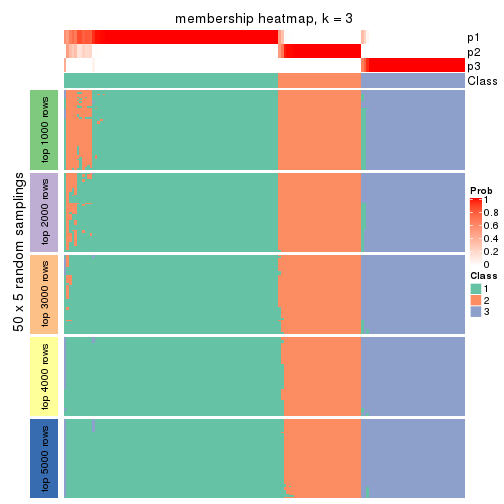 membership heatmap, k = 3
p1
p2
p3
Class
50 x 5 random samplings
top 1000 rows
top 2000 rows
top 3000 rows
top 4000 rows
top 5000 rows
Prob
1
0.8
0.6
0.4
0.2
0
Class
1
2
3